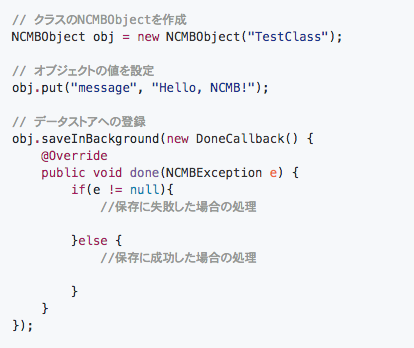 // クラスのNCMBObjectを作成
NCMBObject obj = new NCMBObject("TestClass");
// オブジェクトの値を設定
obj.put("message", "Hello, NCMB!");
// データストアへの登録
obj.saveInBackground(new DoneCallback() {
@Override
public void done(NCMBException e) {
if(e != null){
//保存に失敗した場合の処理
}else {
//保存に成功した場合の処理
}
}
});